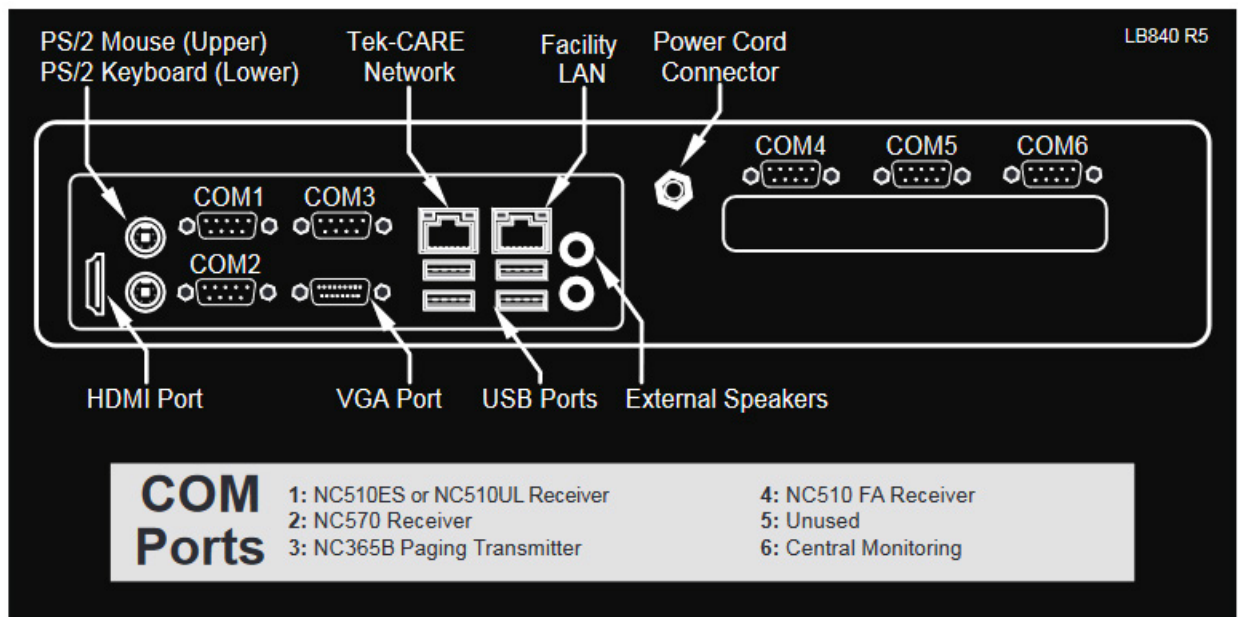 LB840 R5
PS/2 Mouse (Upper)
PS/2 Keyboard (Lower)
Tek-CARE
Network
Facility
LAN
Power Cord
Connector
COM4
COM5
COM6
COM1
COM3
COM2
HDMI Port
VGA Port
USB Ports
External Speakers
COM
Ports
1: NC510ES or NC510UL Receiver
2: NC570 Receiver
3: NC365B Paging Transmitter
4: NC510 FA Receiver
5: Unused
6: Central Monitoring